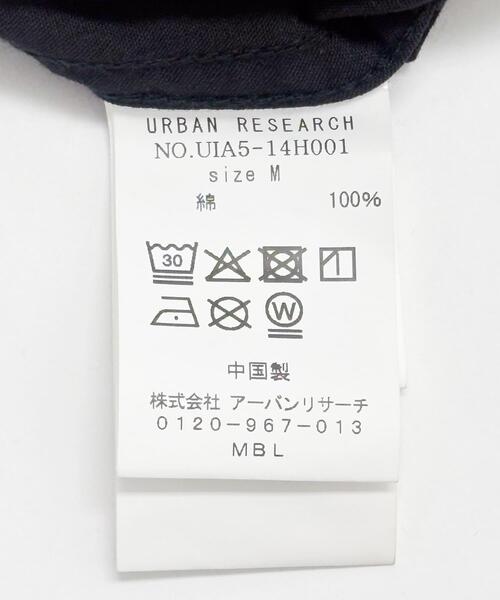 URBAN RESEARCH
NO.UIA5-14H001
size M
綿 100%
30
W
中国製
株式会社 アーバンリサーチ
0120-967-013
MBL